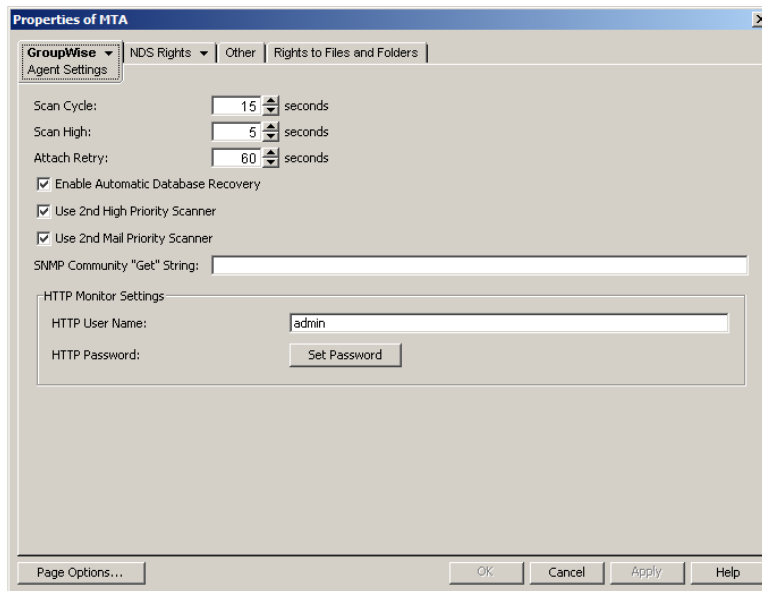 Properties of MTA
GroupWise NDS Rights Other Rights to Files and Folders
Agent Settings
Scan Cycle: 15 seconds
Scan High: 5 seconds
Attach Retry: 60 seconds
Enable Automatic Database Recovery
Use 2nd High Priority Scanner
Use 2nd Mail Priority Scanner
SNMP Community "Get" String:
HTTP Monitor Settings
HTTP User Name: admin
HTTP Password: Set Password
Page Options... OK Cancel Apply Help